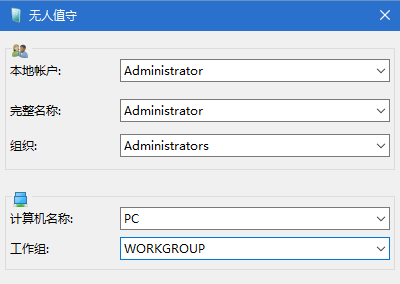 无人值守
本地帐户: Administrator
完整名称: Administrator
组织: Administrators
计算机名称: PC
工作组: WORKGROUP